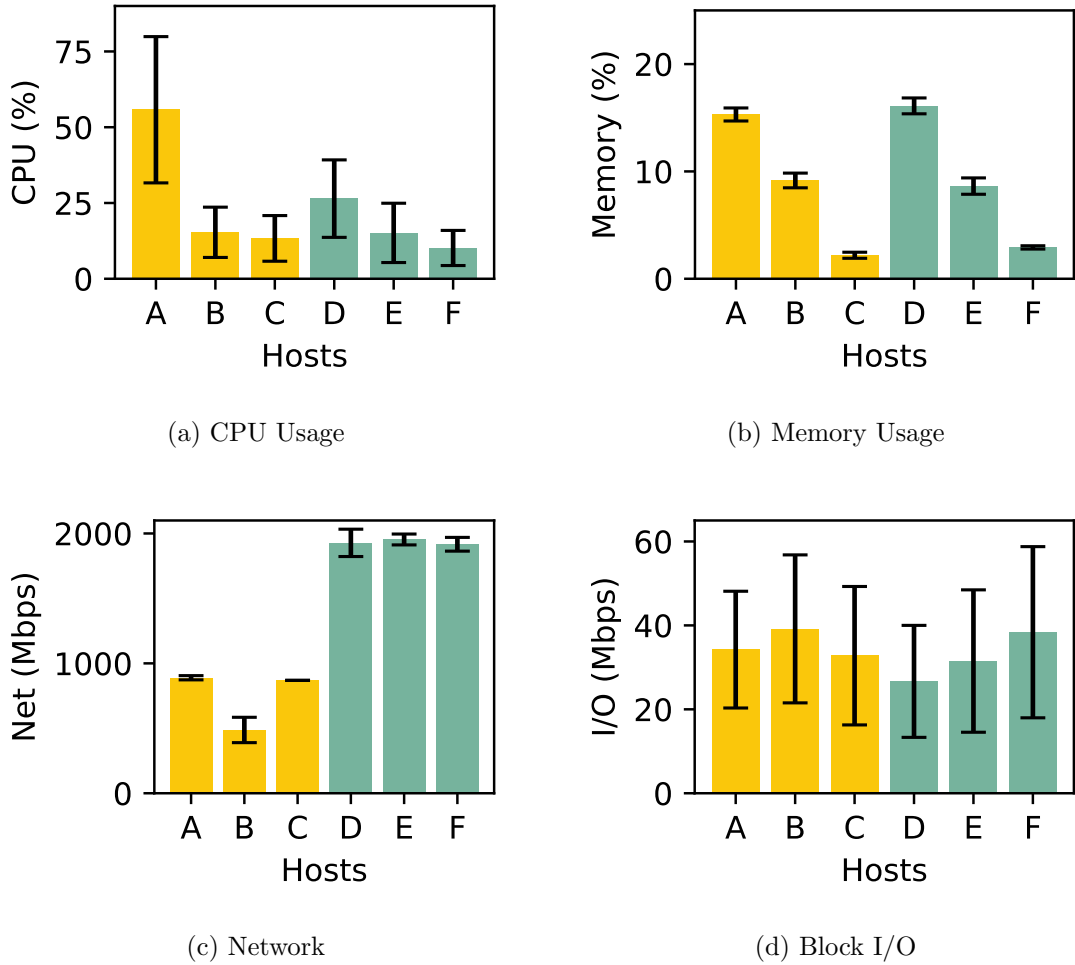 CPU (%)
75
50
25
0
A B C D E F
Hosts
(a) CPU Usage
Memory (%)
20
10
0
A B C D E F
Hosts
(b) Memory Usage
Net (Mbps)
2000
1000
0
A B C D E F
Hosts
(c) Network
I/O (Mbps)
60
40
20
0
A B C D E F
Hosts
(d) Block I/O